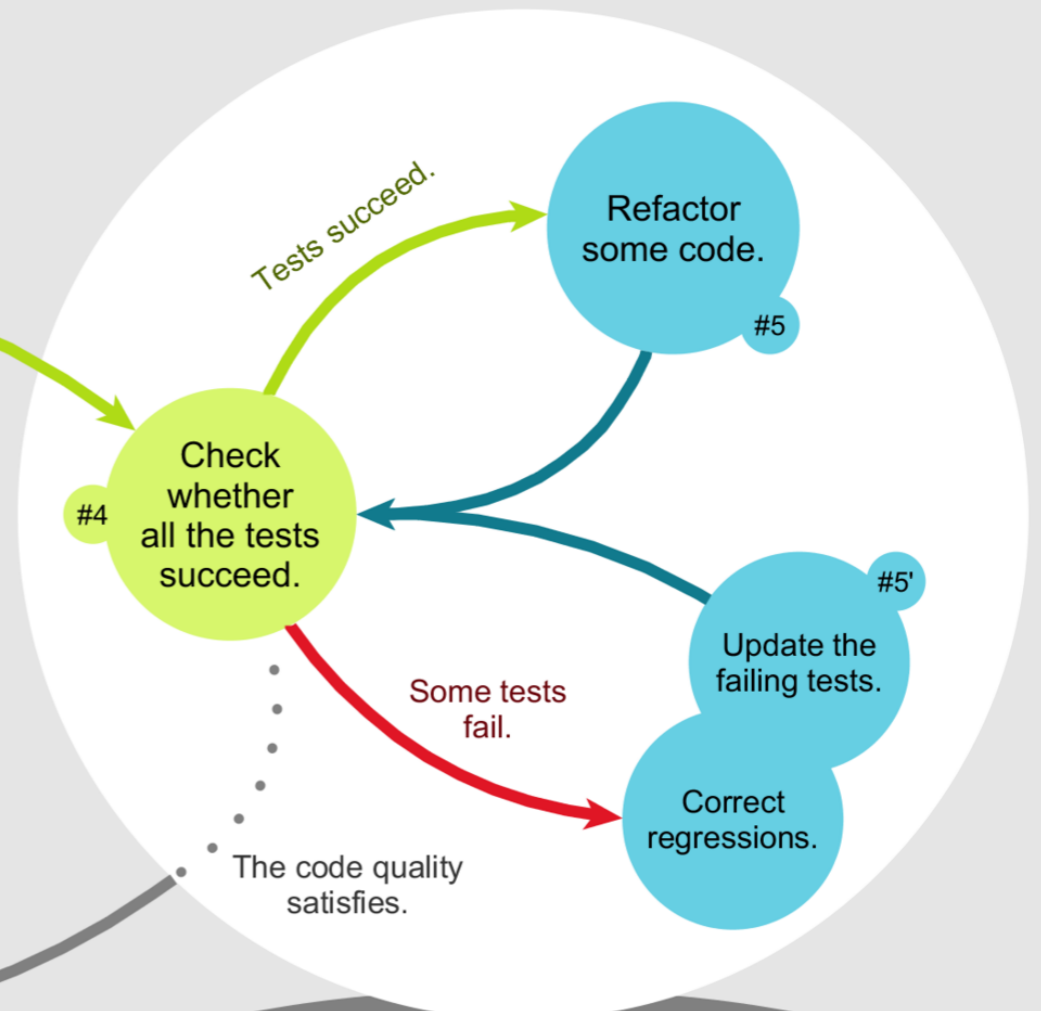 Tests succeed.
Refactor
some code.
#5
Check
whether
all the tests
succeed.
#4
#5'
Update the
failing tests.
Some tests
fail.
Correct
regressions.
The code quality
satisfies.